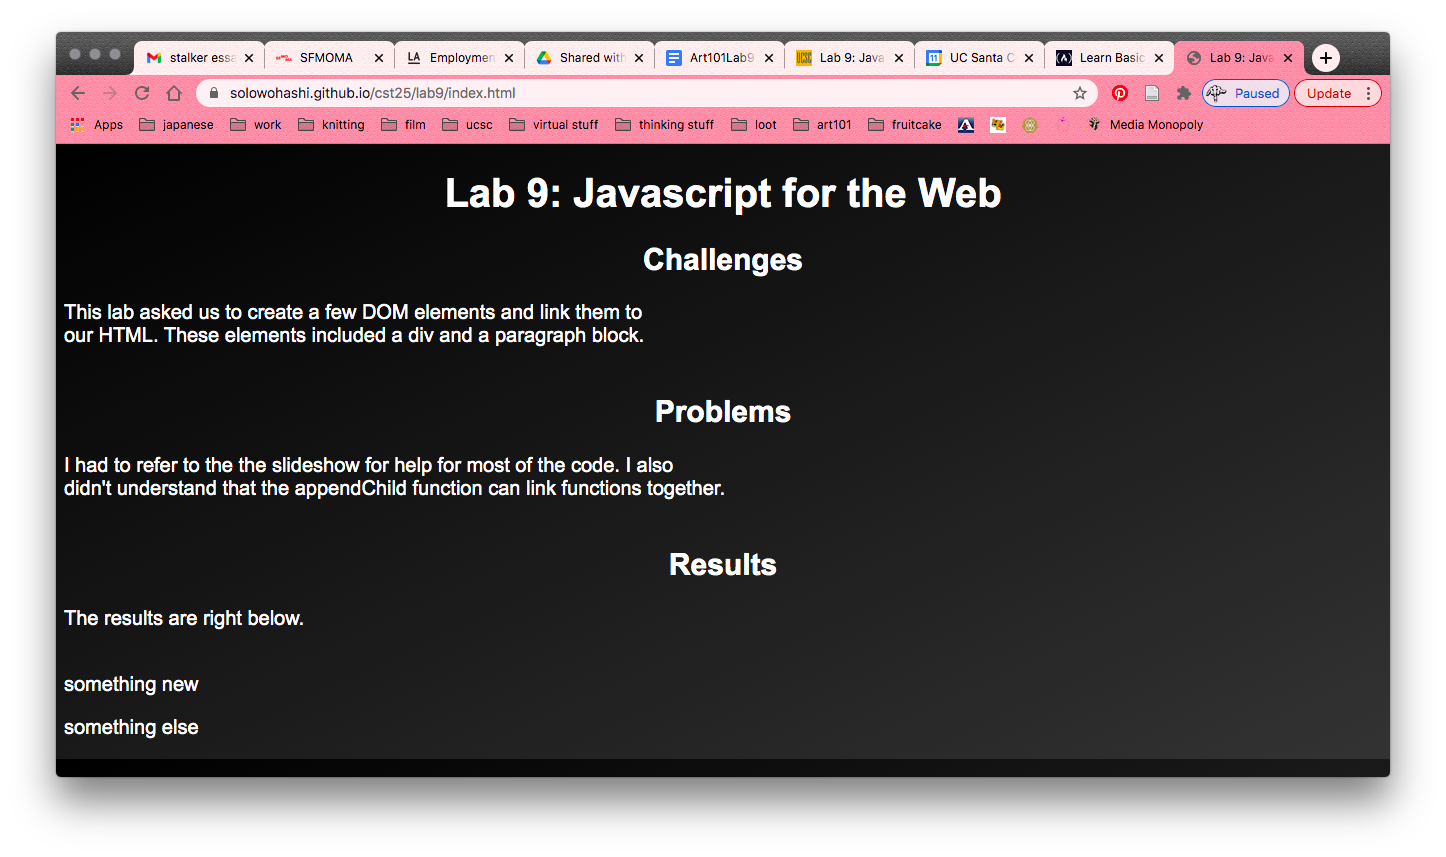 stalker essa SFMOMA LA Employmen Shared with Art101Lab9 UCSC Lab 9: Java 11 UC Santa C Learn Basic Lab 9: Java
solowohashi.github.io/cst25/lab9/index.html Paused Update
Apps japanese work knitting film ucsc virtual stuff thinking stuff loot art101 fruitcake Media Monopoly
Lab 9: Javascript for the Web
Challenges
This lab asked us to create a few DOM elements and link them to
our HTML. These elements included a div and a paragraph block.
Problems
I had to refer to the the slideshow for help for most of the code. I also
didn't understand that the appendChild function can link functions together.
Results
The results are right below.
something new
something else